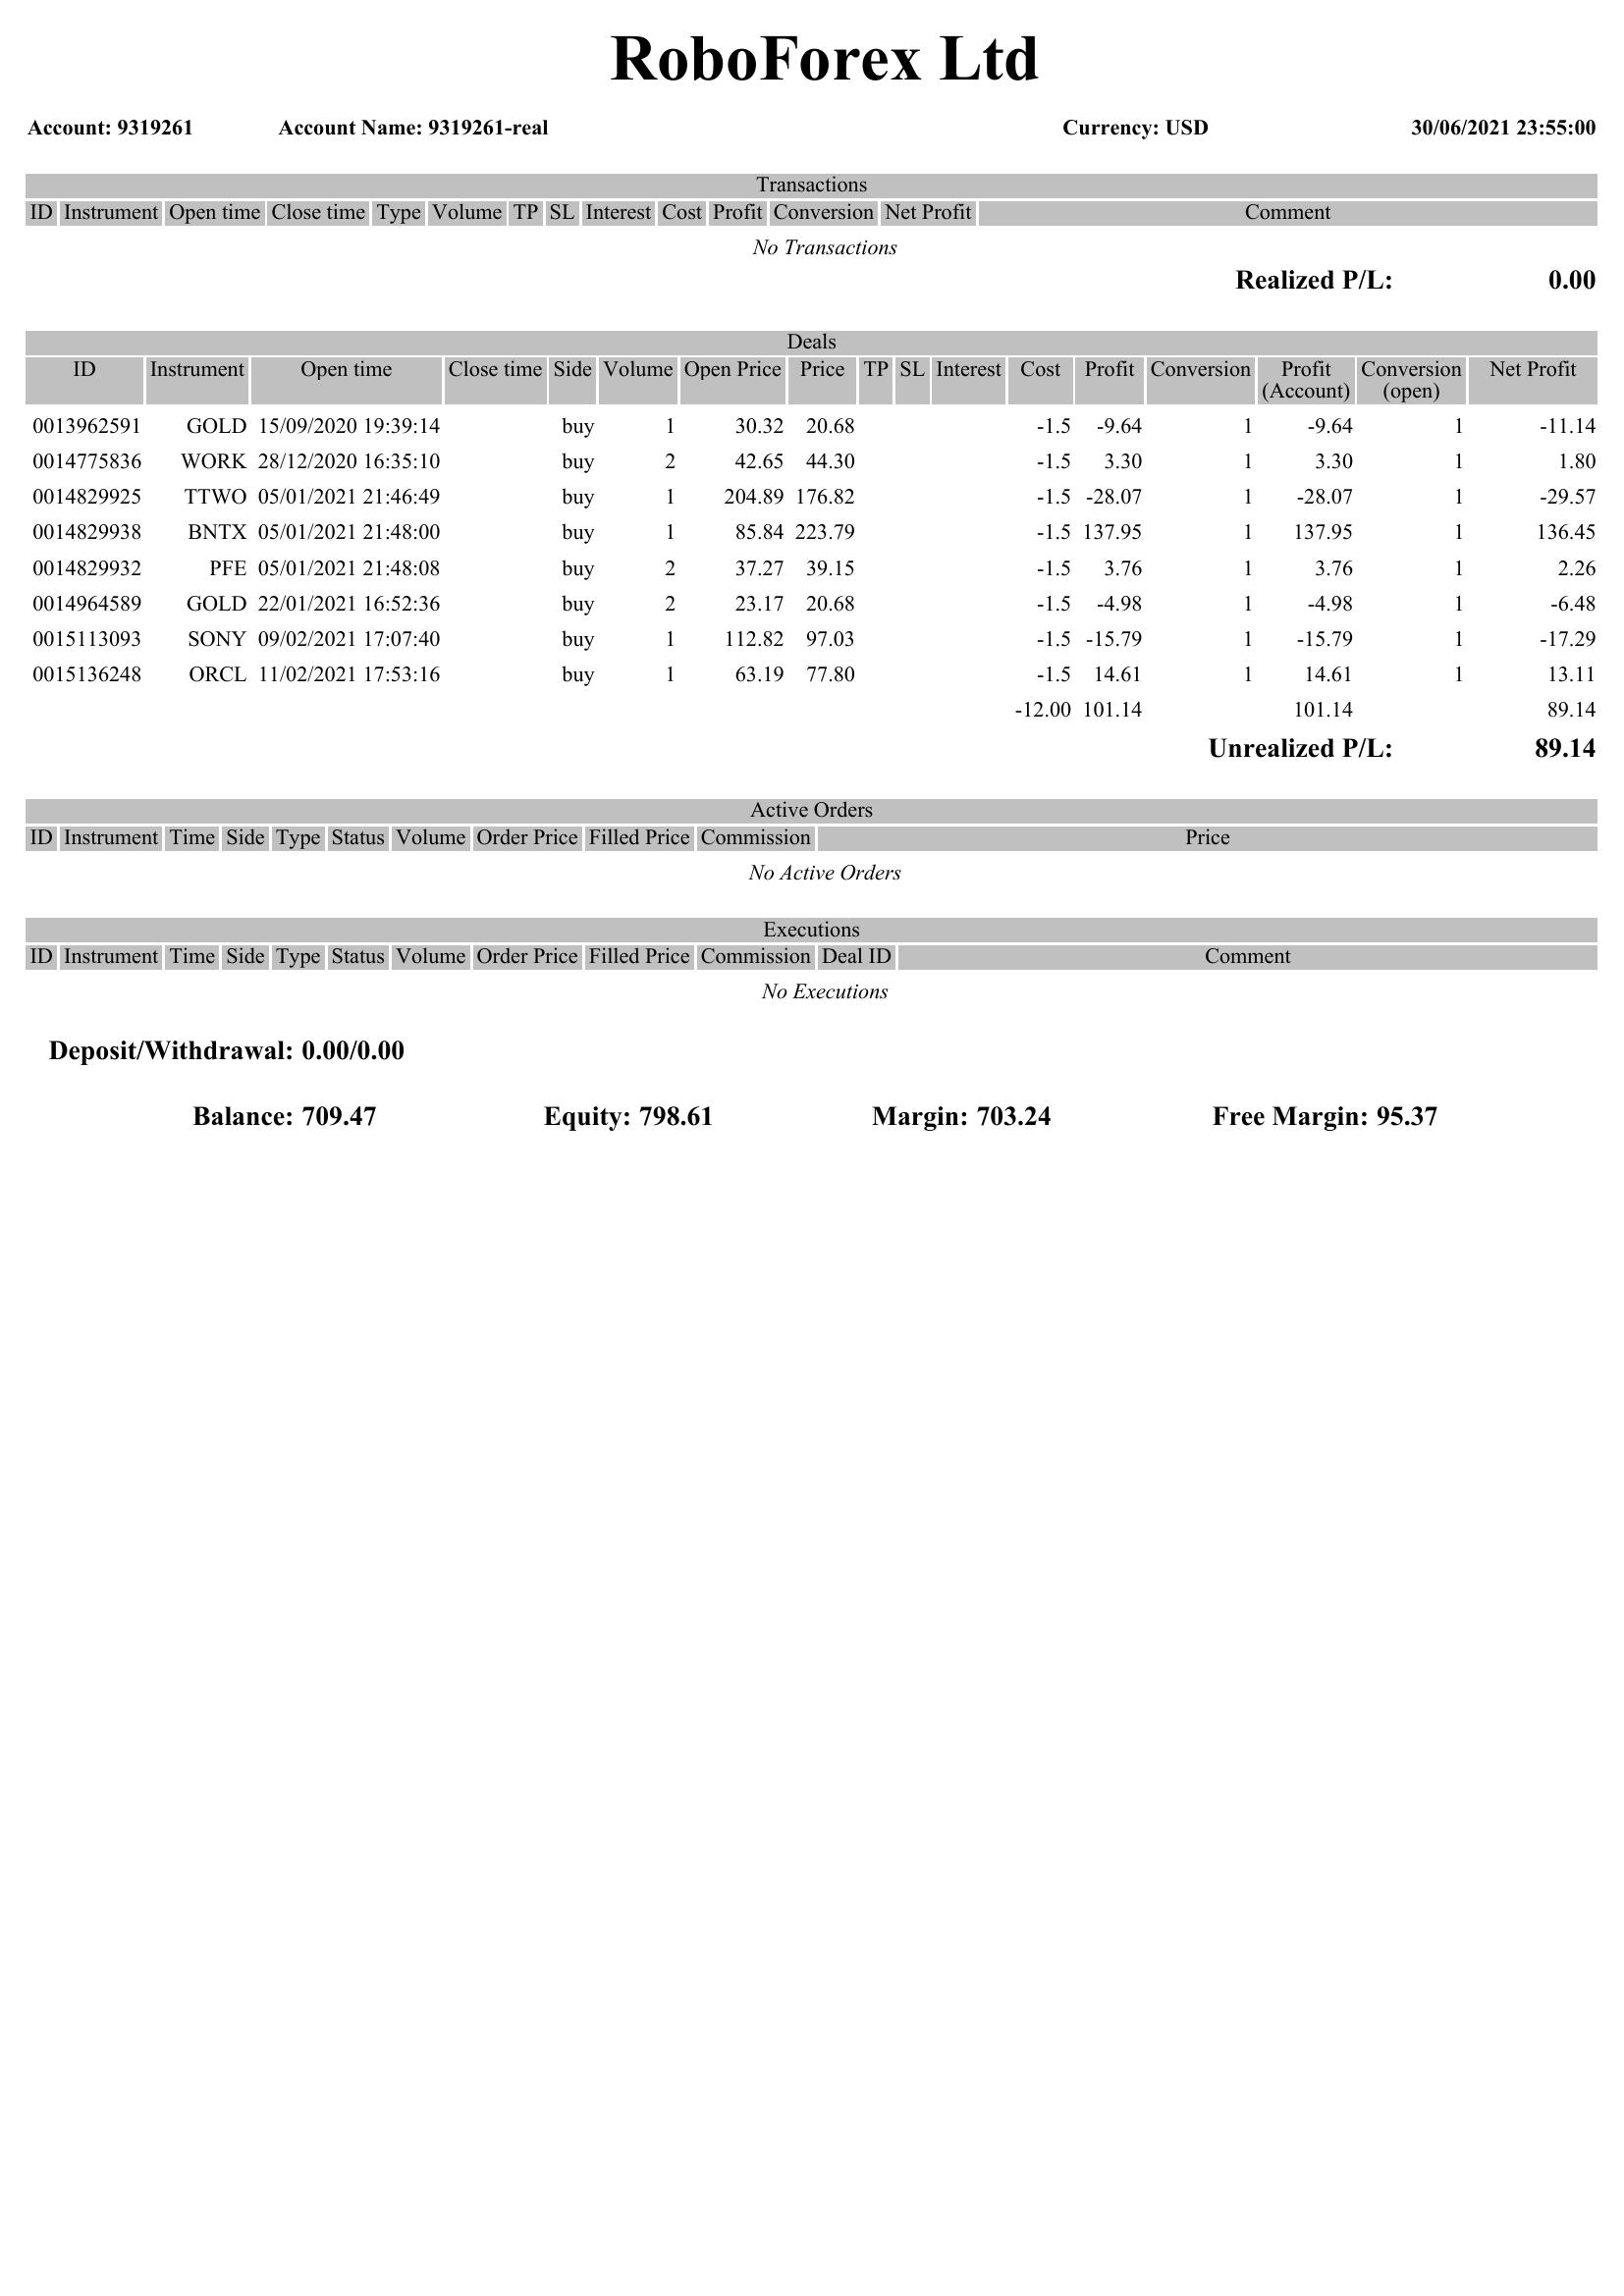 RoboForex Ltd
Account: 9319261 Account Name: 9319261-real Currency: USD 30/06/2021 23:55:00
Transactions
ID Instrument Open time Close time Type Volume TP SL Interest Cost Profit Conversion Net Profit Comment
No Transactions
Realized P/L: 0.00
Deals
ID Instrument Open time Close time Side Volume Open Price Price TP SL Interest Cost Profit Conversion Profit (Account) Conversion (open) Net Profit
0013962591 GOLD 15/09/2020 19:39:14 buy 1 30.32 20.68 -1.5 -9.64 1 -9.64 1 -11.14
0014775836 WORK 28/12/2020 16:35:10 buy 2 42.65 44.30 -1.5 3.30 1 3.30 1 1.80
0014829925 TTWO 05/01/2021 21:46:49 buy 1 204.89 176.82 -1.5 -28.07 1 -28.07 1 -29.57
0014829938 BNTX 05/01/2021 21:48:00 buy 1 85.84 223.79 -1.5 137.95 1 137.95 1 136.45
0014829932 PFE 05/01/2021 21:48:08 buy 2 37.27 39.15 -1.5 3.76 1 3.76 1 2.26
0014964589 GOLD 22/01/2021 16:52:36 buy 2 23.17 20.68 -1.5 -4.98 1 -4.98 1 -6.48
0015113093 SONY 09/02/2021 17:07:40 buy 1 112.82 97.03 -1.5 -15.79 1 -15.79 1 -17.29
0015136248 ORCL 11/02/2021 17:53:16 buy 1 63.19 77.80 -1.5 14.61 1 14.61 1 13.11
-12.00 101.14 101.14 89.14
Unrealized P/L: 89.14
Active Orders
ID Instrument Time Side Type Status Volume Order Price Filled Price Commission Price
No Active Orders
Executions
ID Instrument Time Side Type Status Volume Order Price Filled Price Commission Deal ID Comment
No Executions
Deposit/Withdrawal: 0.00/0.00
Balance: 709.47 Equity: 798.61 Margin: 703.24 Free Margin: 95.37